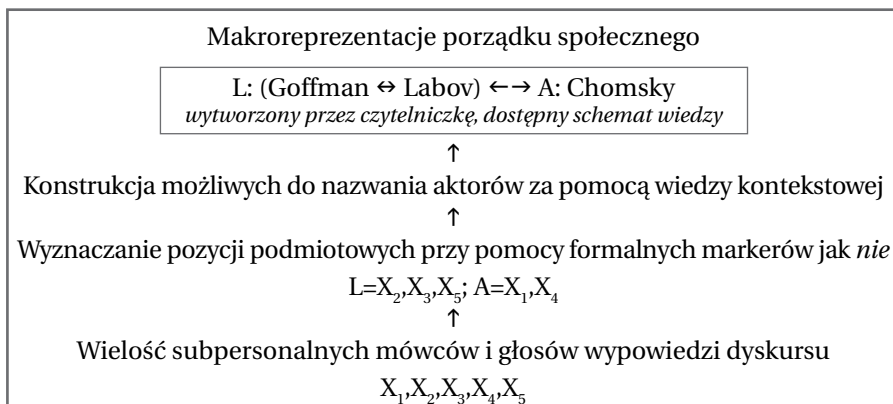 Makroreprezentacje porządku społecznego
L: (Goffman ↔ Labov) ←→ A: Chomsky
wytworzony przez czytelniczkę, dostępny schemat wiedzy
↑
Konstrukcja możliwych do nazwania aktorów za pomocą wiedzy kontekstowej
↑
Wyznaczanie pozycji podmiotowych przy pomocy formalnych markerów jak nie
L=X₂,X₃,X₅; A=X₁,X₄
↑
Wielość subpersonalnych mówców i głosów wypowiedzi dyskursu
X₁,X₂,X₃,X₄,X₅